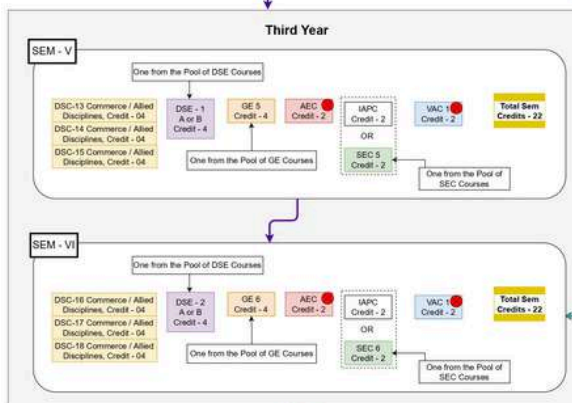 Third Year
SEM - V
One from the Pool of DSE Courses
DSC-13 Commerce / Allied
Disciplines, Credit - 04
DSC-14 Commerce / Allied
Disciplines, Credit - 04
DSC-15 Commerce / Allied
Disciplines, Credit - 04
DSE - 1
A or B
Credit - 4
GE 5
Credit - 4
AEC
Credit - 2
IAPC
Credit - 2
OR
SEC 5
Credit - 2
VAC 1
Credit - 2
Total Sem
Credits - 22
One from the Pool of GE Courses
One from the Pool of
SEC Courses
SEM - VI
One from the Pool of DSE Courses
DSC-16 Commerce / Allied
Disciplines, Credit - 04
DSC-17 Commerce / Allied
Disciplines, Credit - 04
DSC-18 Commerce / Allied
Disciplines, Credit - 04
DSE - 2
A or B
Credit - 4
GE 6
Credit - 4
AEC
Credit - 2
IAPC
Credit - 2
OR
SEC 6
Credit - 2
VAC 1
Credit - 2
Total Sem
Credits - 22
One from the Pool of GE Courses
One from the Pool of
SEC Courses